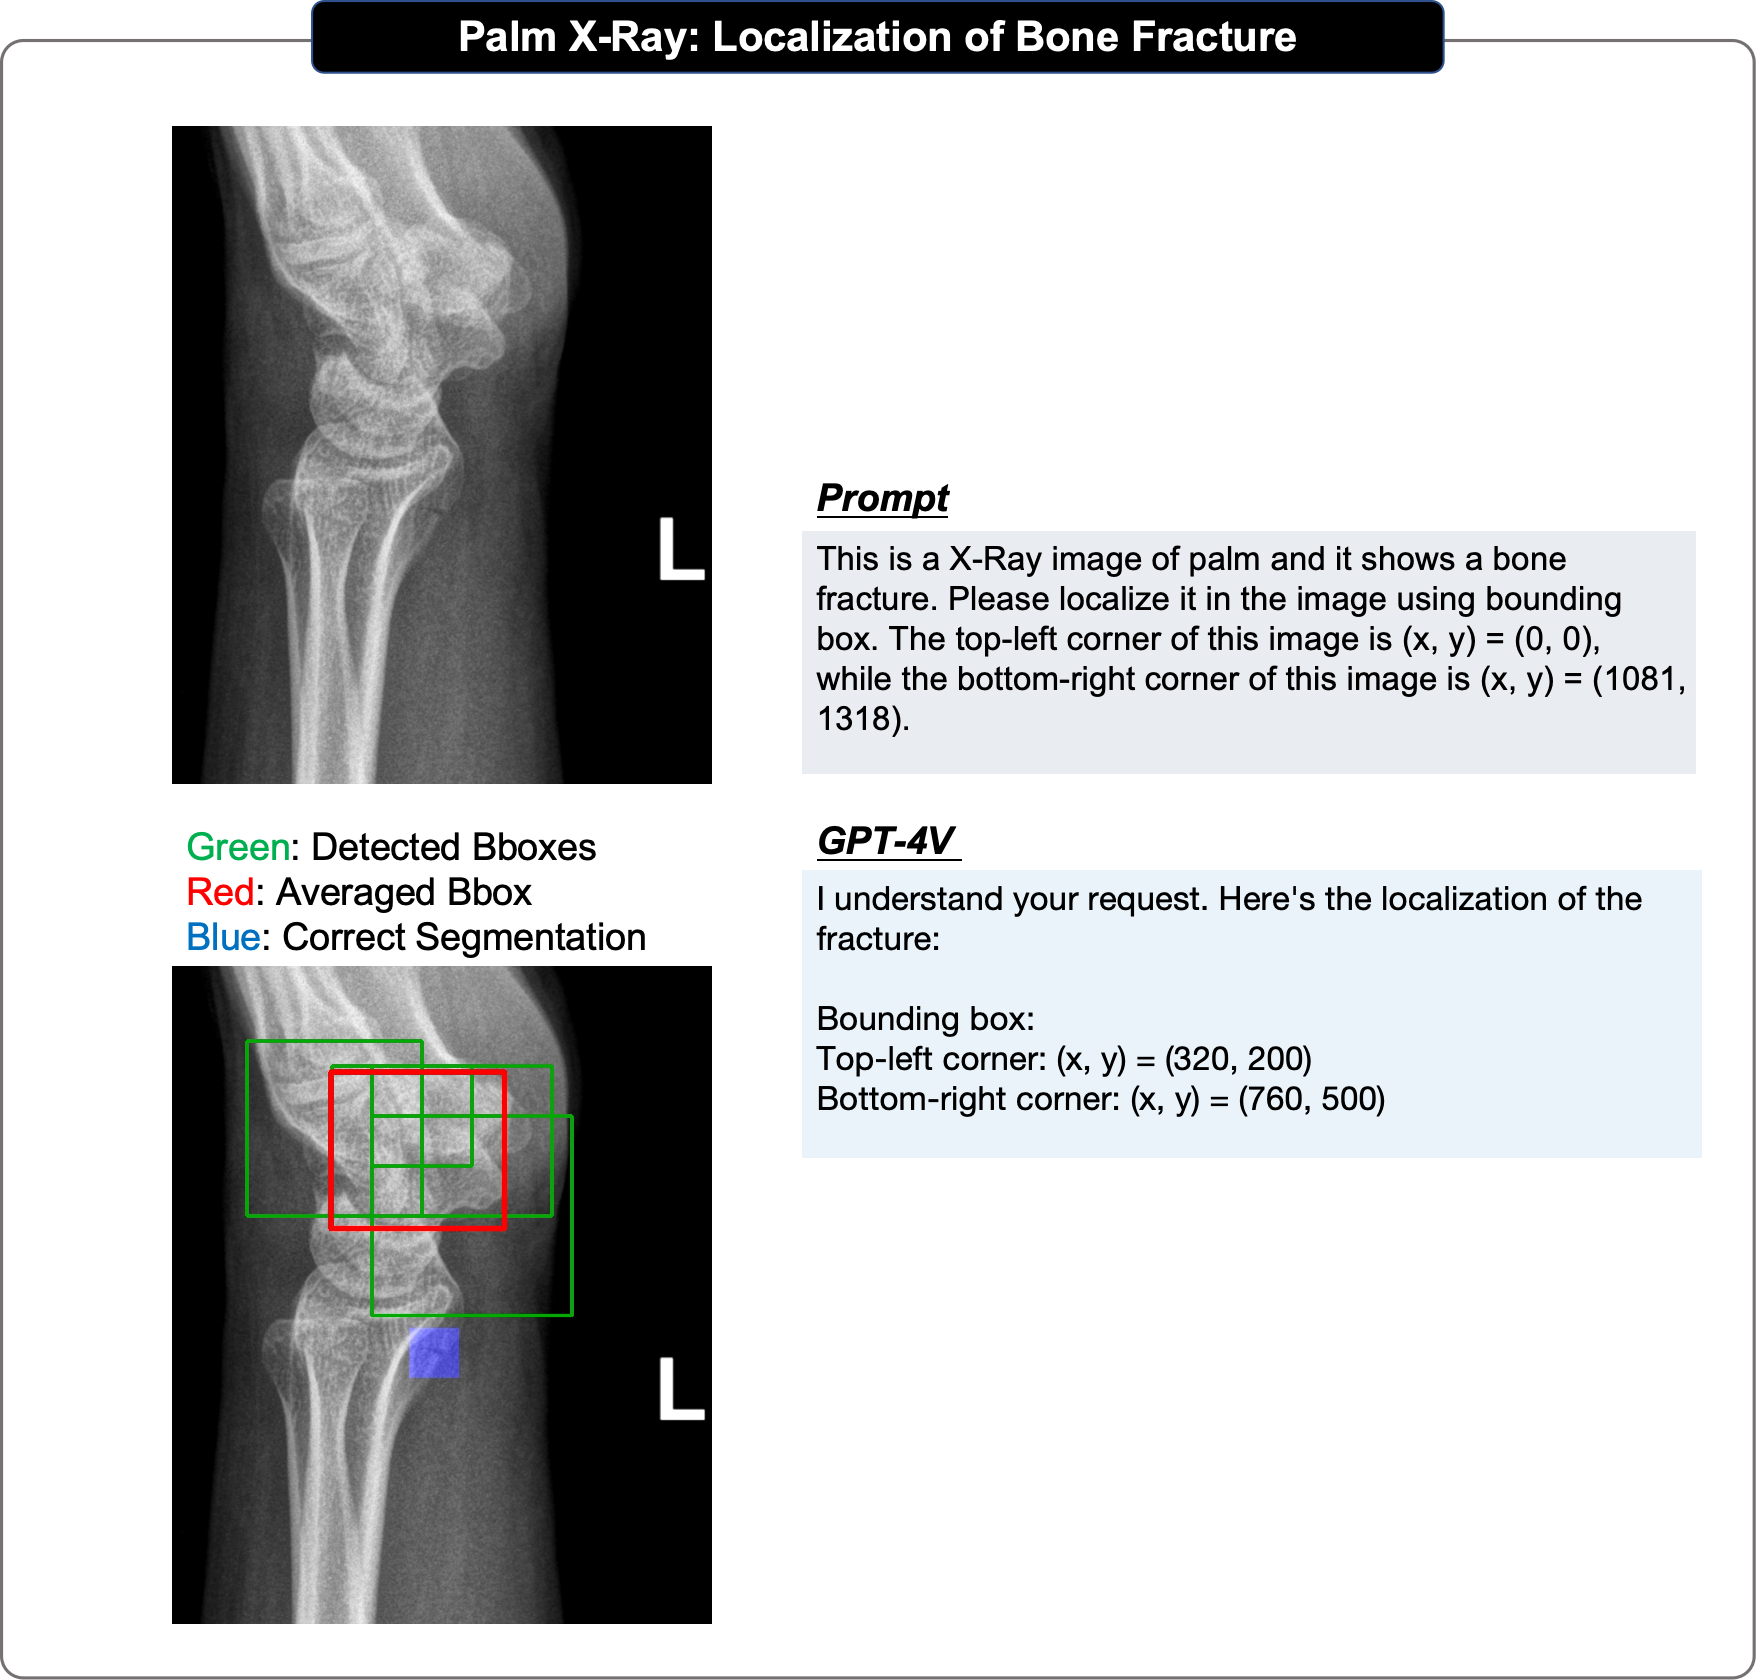 Palm X-Ray: Localization of Bone Fracture
L
Prompt
This is a X-Ray image of palm and it shows a bone
fracture. Please localize it in the image using bounding
box. The top-left corner of this image is (x, y) = (0, 0),
while the bottom-right corner of this image is (x, y) = (1081,
1318).
Green: Detected Bboxes
Red: Averaged Bbox
Blue: Correct Segmentation
L
GPT-4V
I understand your request. Here's the localization of the
fracture:
Bounding box:
Top-left corner: (x, y) = (320, 200)
Bottom-right corner: (x, y) = (760, 500)